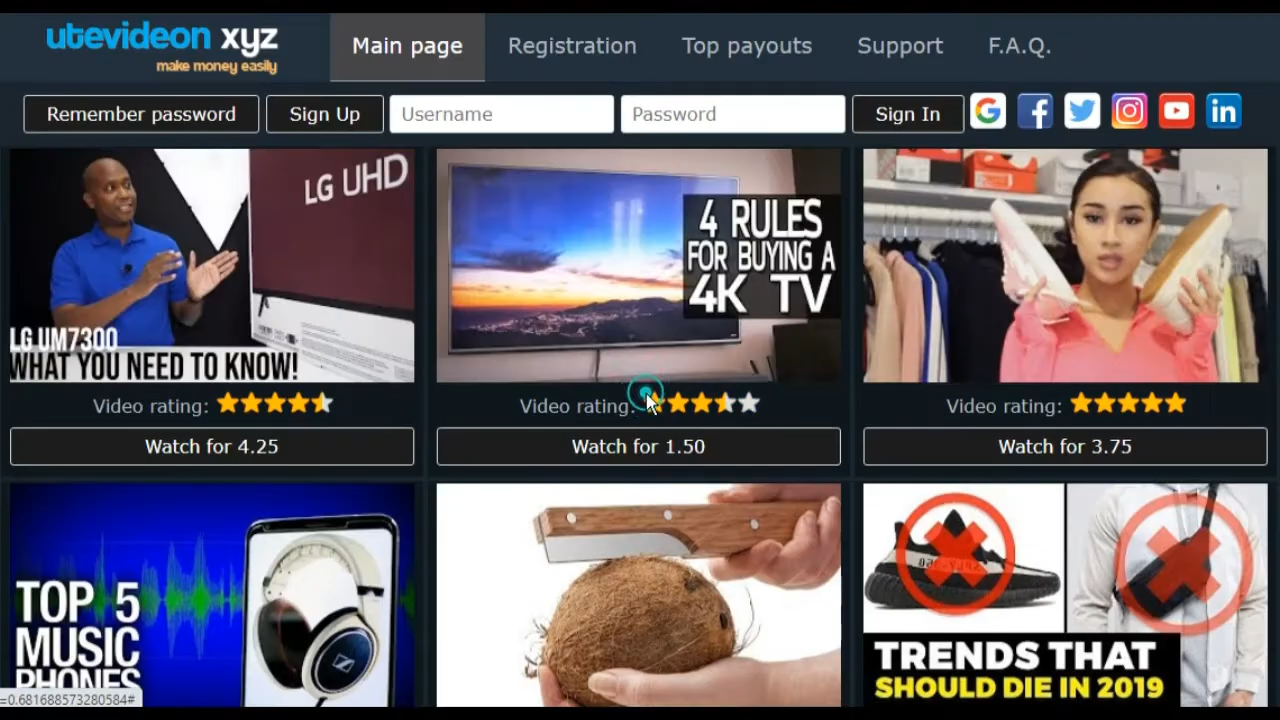 utevideon xyz
make money easily
Main page
Registration
Top payouts
Support
F.A.Q.
Remember password
Sign Up
Username
Password
Sign In
LG UHD
LG UM7300
WHAT YOU NEED TO KNOW!
4 RULES
FOR BUYING A
4K TV
Video rating:
Video rating:
Video rating:
Watch for 4.25
Watch for 1.50
Watch for 3.75
TOP 5
MUSIC
PHONES
TRENDS THAT
SHOULD DIE IN 2019
=0.681688573280584#